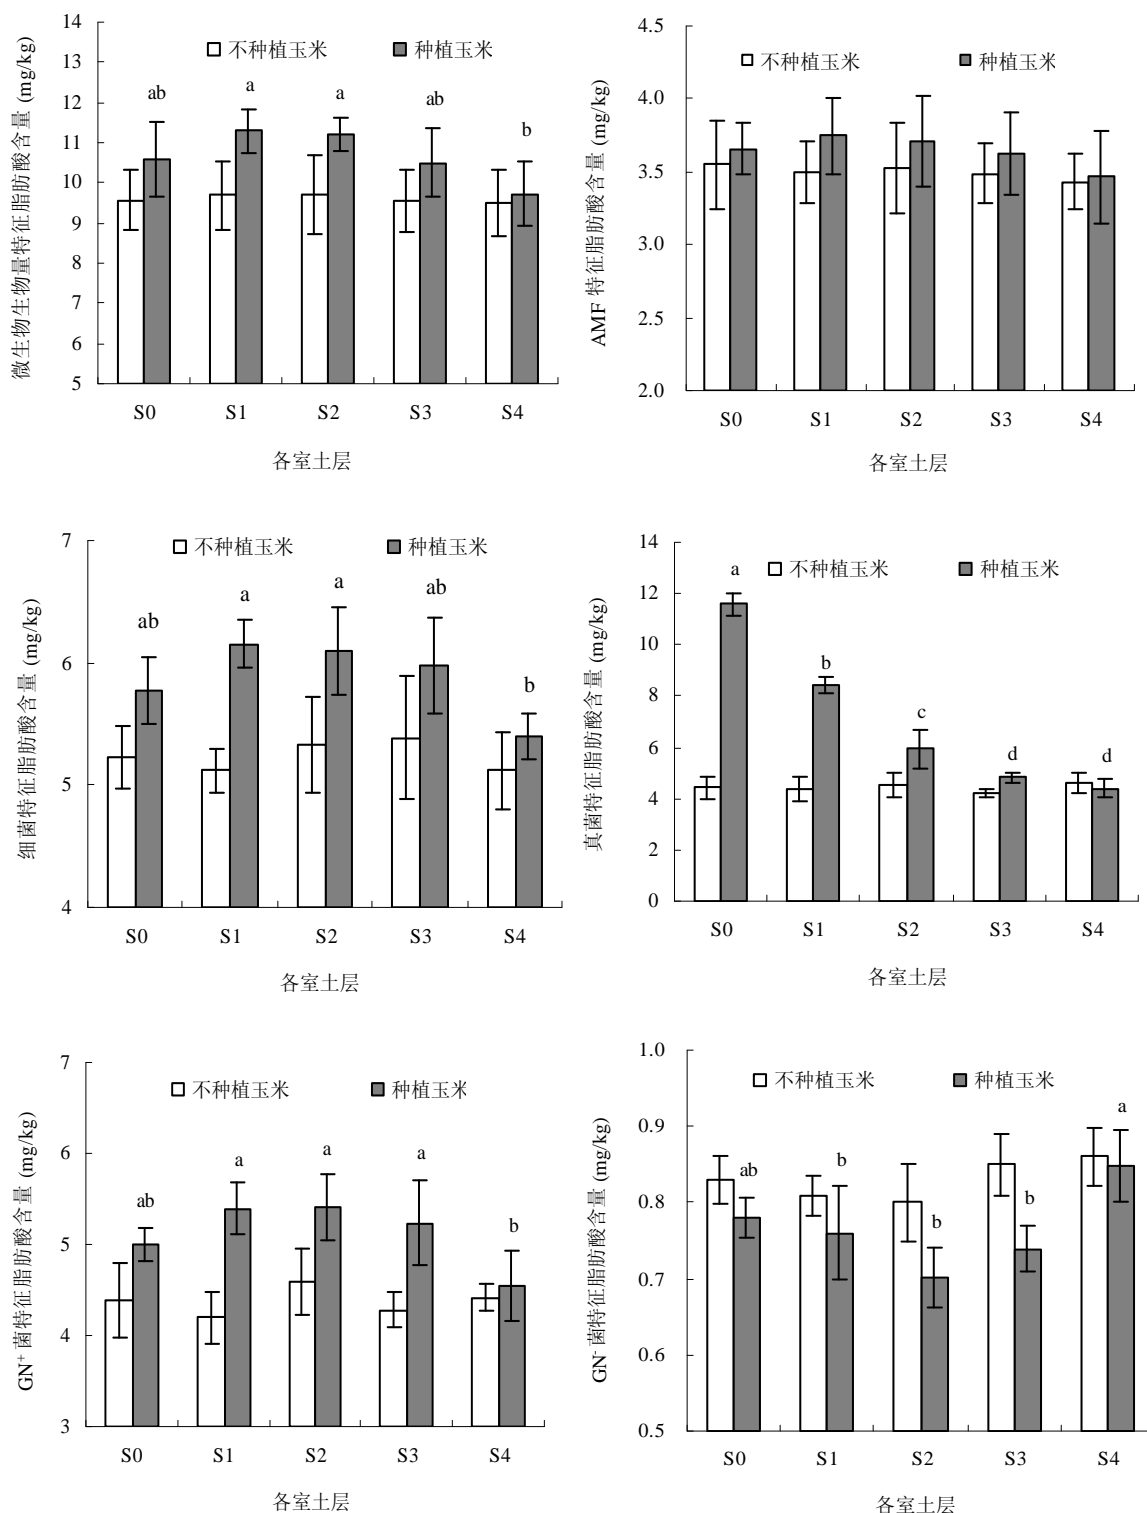 微生物生物量特征脂肪酸含量 (mg/kg)
14
13
12
11
10
9
8
7
6
5
不种植玉米
种植玉米
ab
a
a
ab
b
S0 S1 S2 S3 S4
各室土层
AMF 特征脂肪酸含量 (mg/kg)
4.5
4.0
3.5
3.0
2.5
2.0
不种植玉米
种植玉米
S0 S1 S2 S3 S4
各室土层
细菌特征脂肪酸含量 (mg/kg)
7
6
5
4
不种植玉米
种植玉米
ab
a
a
ab
b
S0 S1 S2 S3 S4
各室土层
真菌特征脂肪酸含量 (mg/kg)
14
12
10
8
6
4
2
0
不种植玉米
种植玉米
a
b
c
d
d
S0 S1 S2 S3 S4
各室土层
GN⁺ 菌特征脂肪酸含量 (mg/kg)
7
6
5
4
3
不种植玉米
种植玉米
ab
a
a
a
b
S0 S1 S2 S3 S4
各室土层
GN⁻ 菌特征脂肪酸含量 (mg/kg)
1.0
0.9
0.8
0.7
0.6
0.5
不种植玉米
种植玉米
ab
b
b
b
a
S0 S1 S2 S3 S4
各室土层